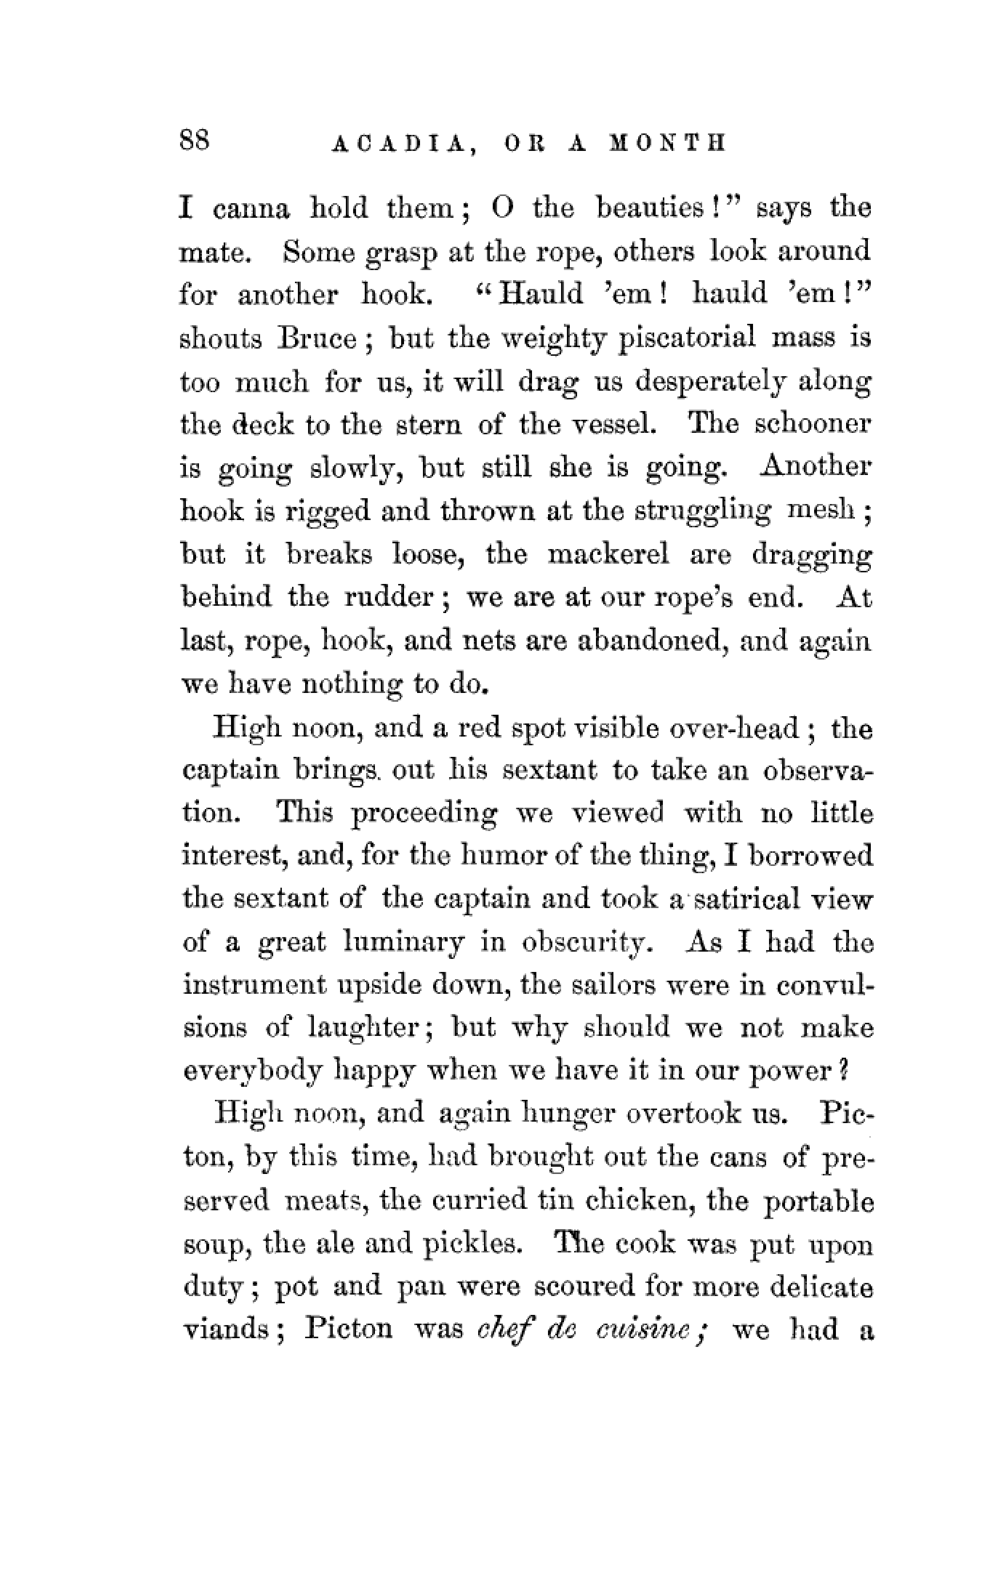 88 ACADIA, OR A MONTH
I canna hold them; O the beauties!” says the
mate. Some grasp at the rope, others look around
for another hook. “Hauld ’em! hauld ’em!”
shouts Bruce; but the weighty piscatorial mass is
too much for us, it will drag us desperately along
the deck to the stern of the vessel. The schooner
is going slowly, but still she is going. Another
hook is rigged and thrown at the struggling mesh;
but it breaks loose, the mackerel are dragging
behind the rudder; we are at our rope’s end. At
last, rope, hook, and nets are abandoned, and again
we have nothing to do.
High noon, and a red spot visible over-head; the
captain brings. out his sextant to take an observa-
tion. This proceeding we viewed with no little
interest, and, for the humor of the thing, I borrowed
the sextant of the captain and took a satirical view
of a great luminary in obscurity. As I had the
instrument upside down, the sailors were in convul-
sions of laughter; but why should we not make
everybody happy when we have it in our power?
High noon, and again hunger overtook us. Pic-
ton, by this time, had brought out the cans of pre-
served meats, the curried tin chicken, the portable
soup, the ale and pickles. The cook was put upon
duty; pot and pan were scoured for more delicate
viands; Picton was chef de cuisine; we had a